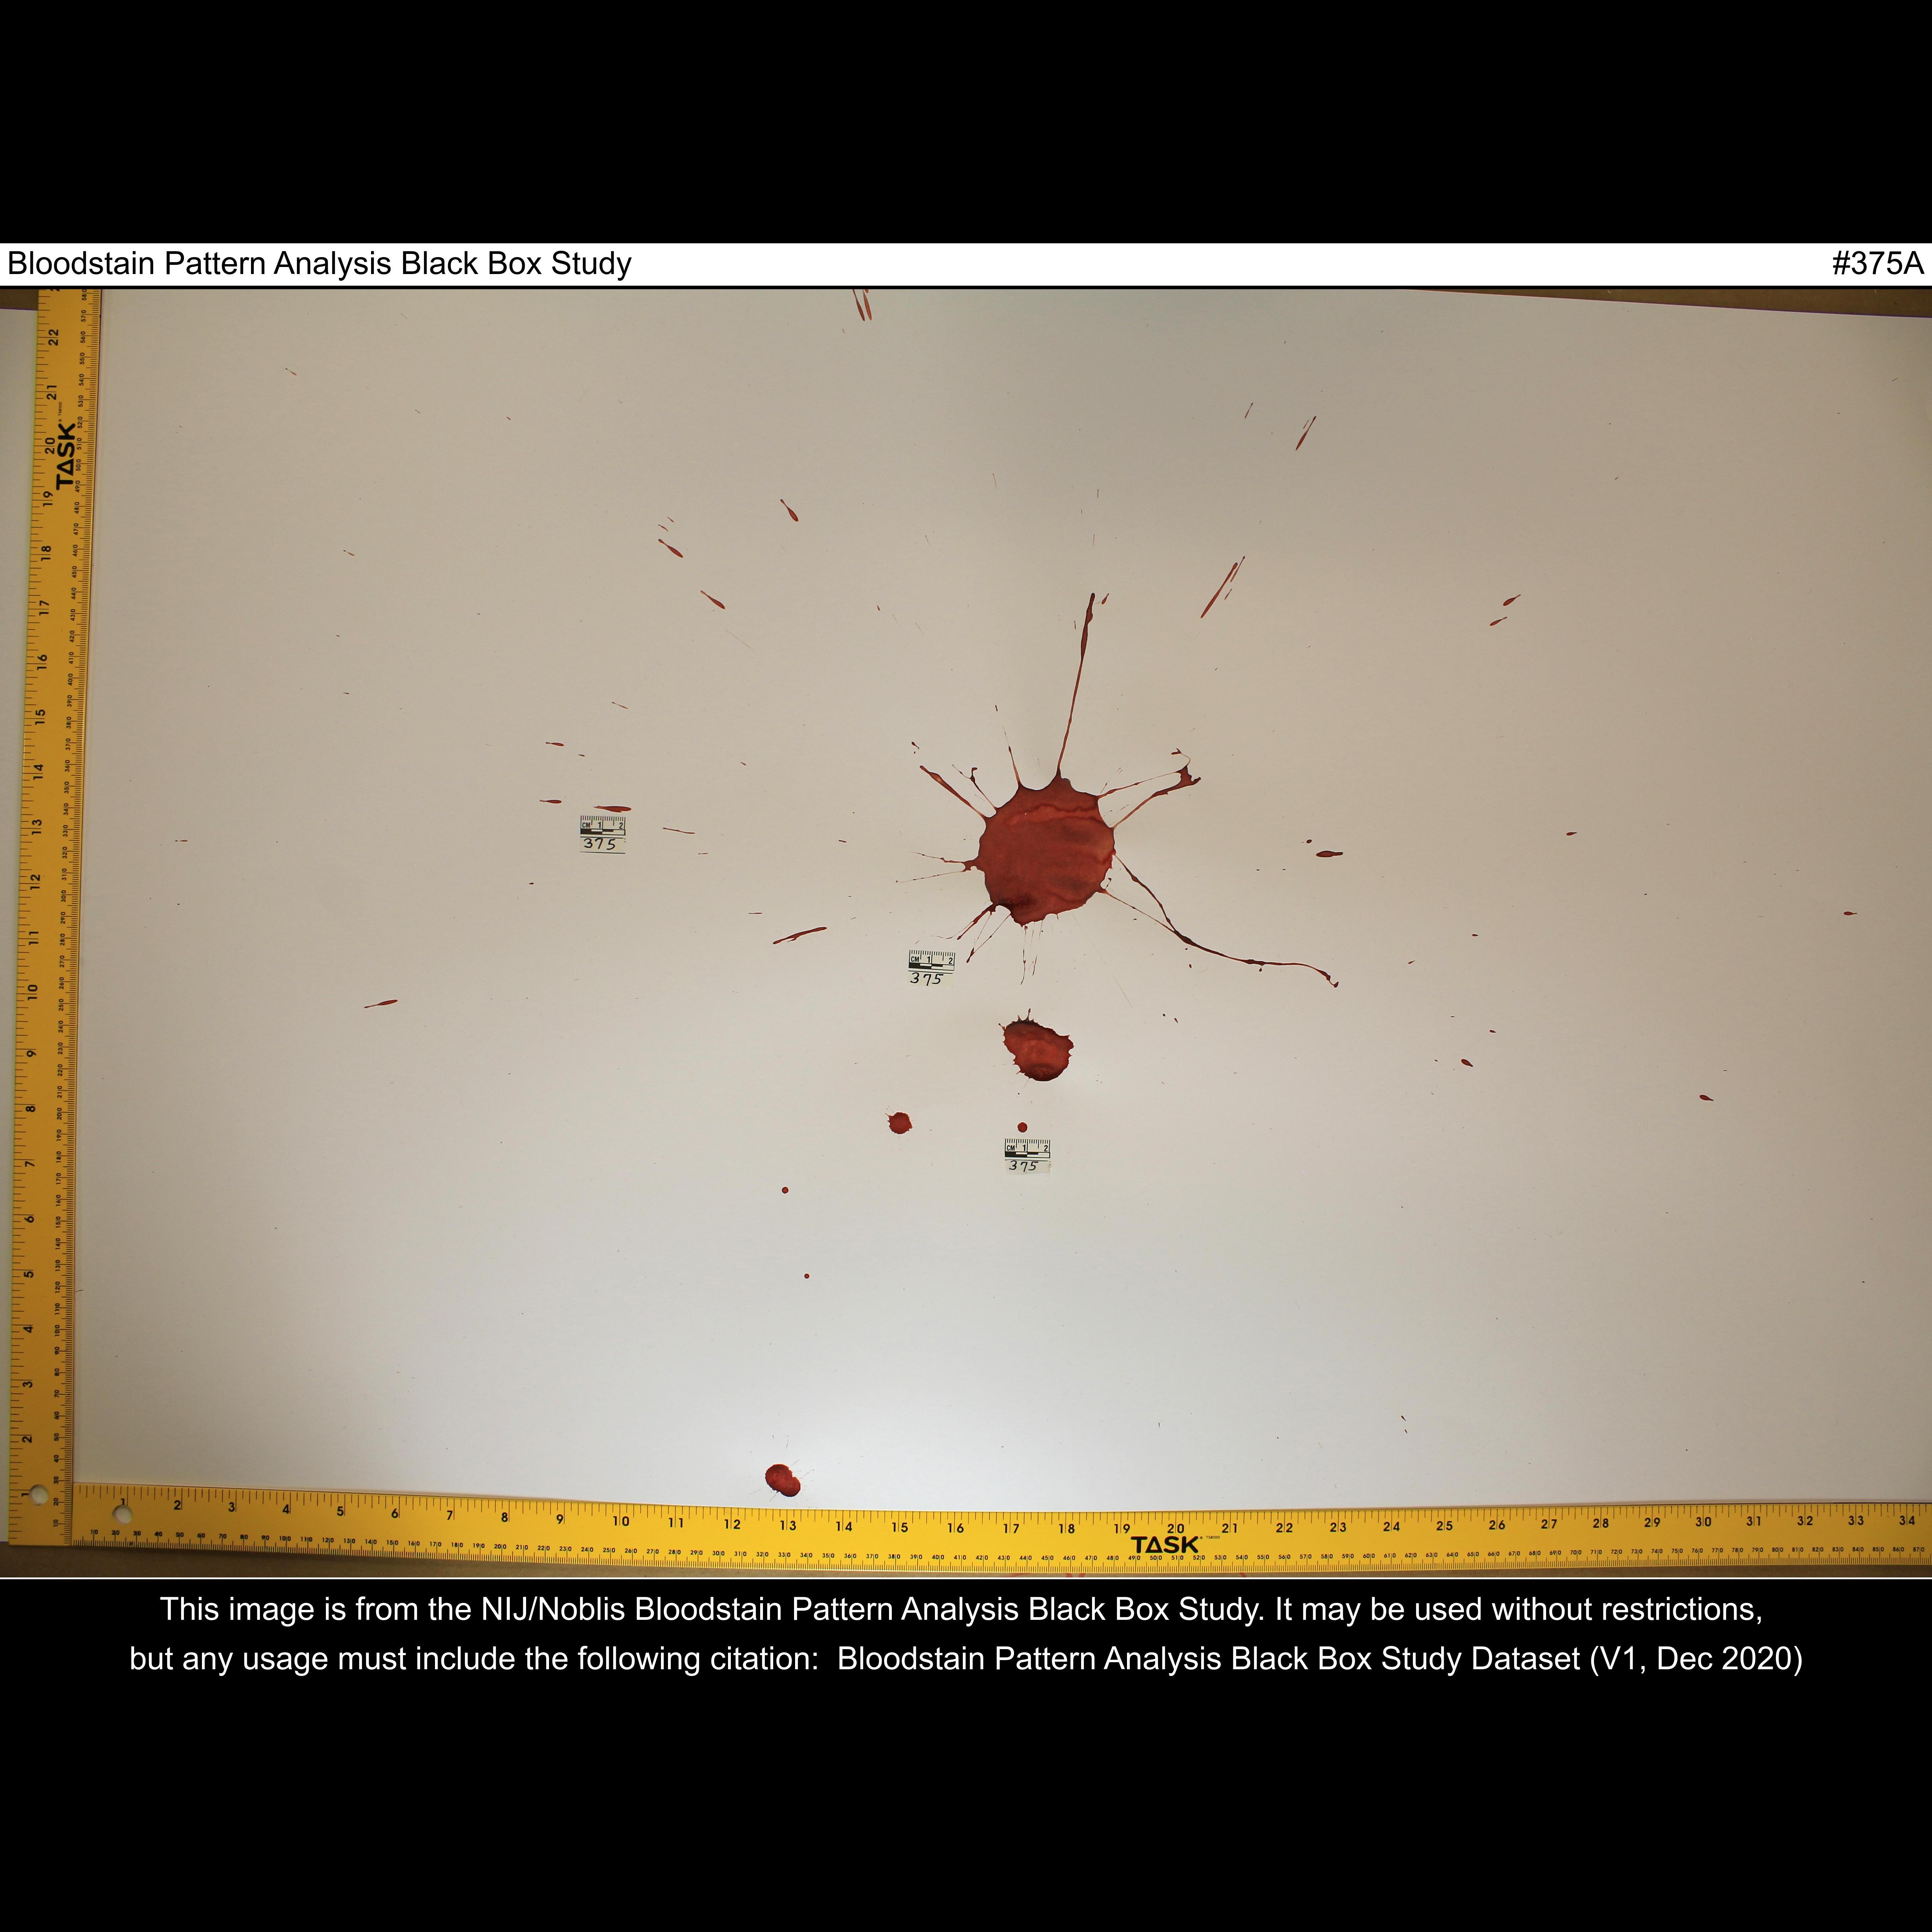 Bloodstain Pattern Analysis Black Box Study #375A
22
21
20
TASK
19
18
17
16
15
14
13
12
11
10
9
8
7
6
5
4
3
2
1
CM 1 2
375
CM 1 2
375
CM 1 2
375
1 2 3 4 5 6 7 8 9 10 11 12 13 14 15 16 17 18 19 20 21 22 23 24 25 26 27 28 29 30 31 32 33 34
TASK
This image is from the NIJ/Noblis Bloodstain Pattern Analysis Black Box Study. It may be used without restrictions,
but any usage must include the following citation: Bloodstain Pattern Analysis Black Box Study Dataset (V1, Dec 2020)